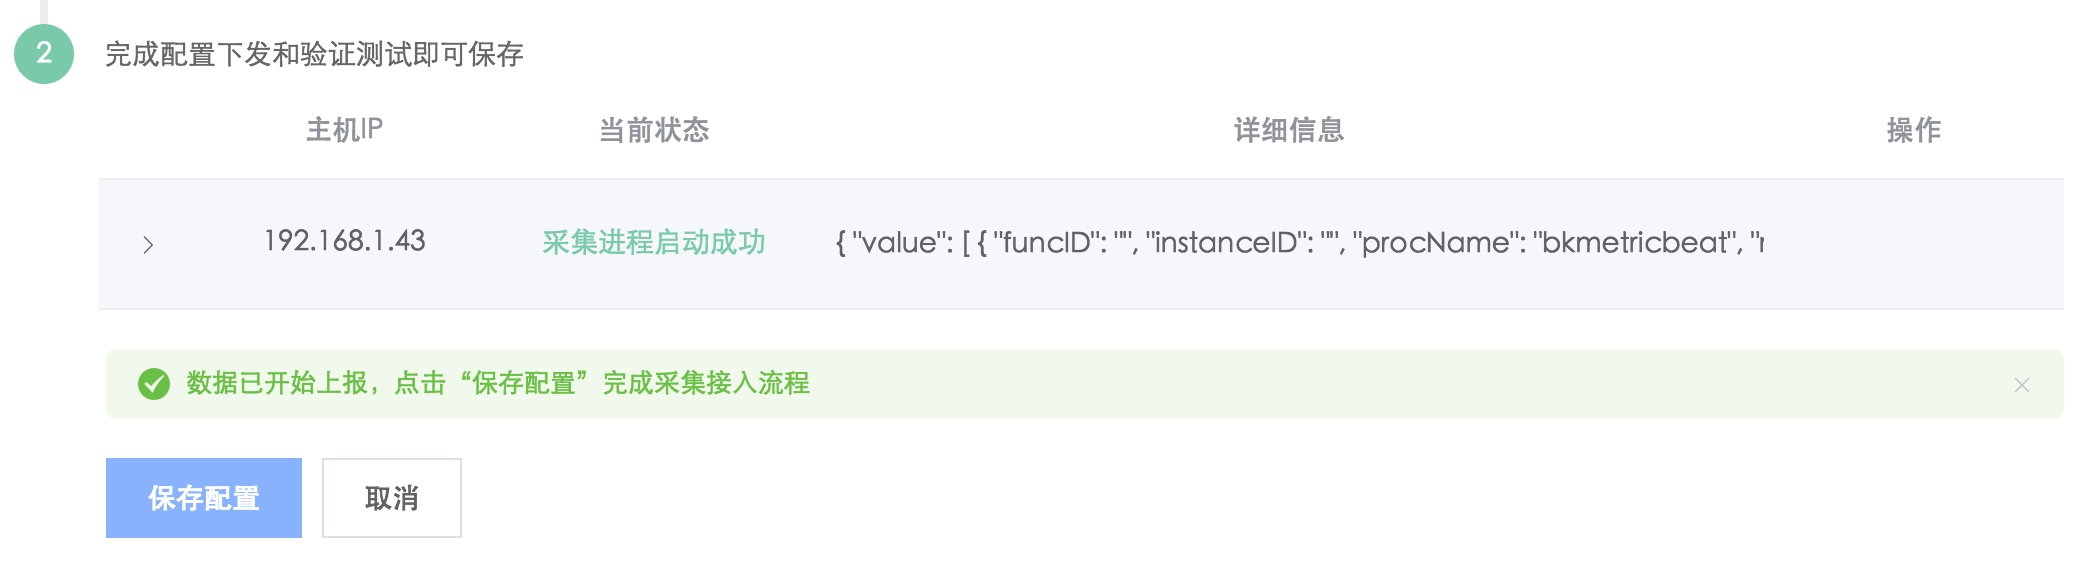 2 完成配置下发和验证测试即可保存
主机IP 当前状态 详细信息 操作
192.168.1.43 采集进程启动成功 { "value": [ { "funcID": "", "instanceID": "", "procName": "bkmetricbeat", "
数据已开始上报，点击“保存配置”完成采集接入流程
保存配置 取消